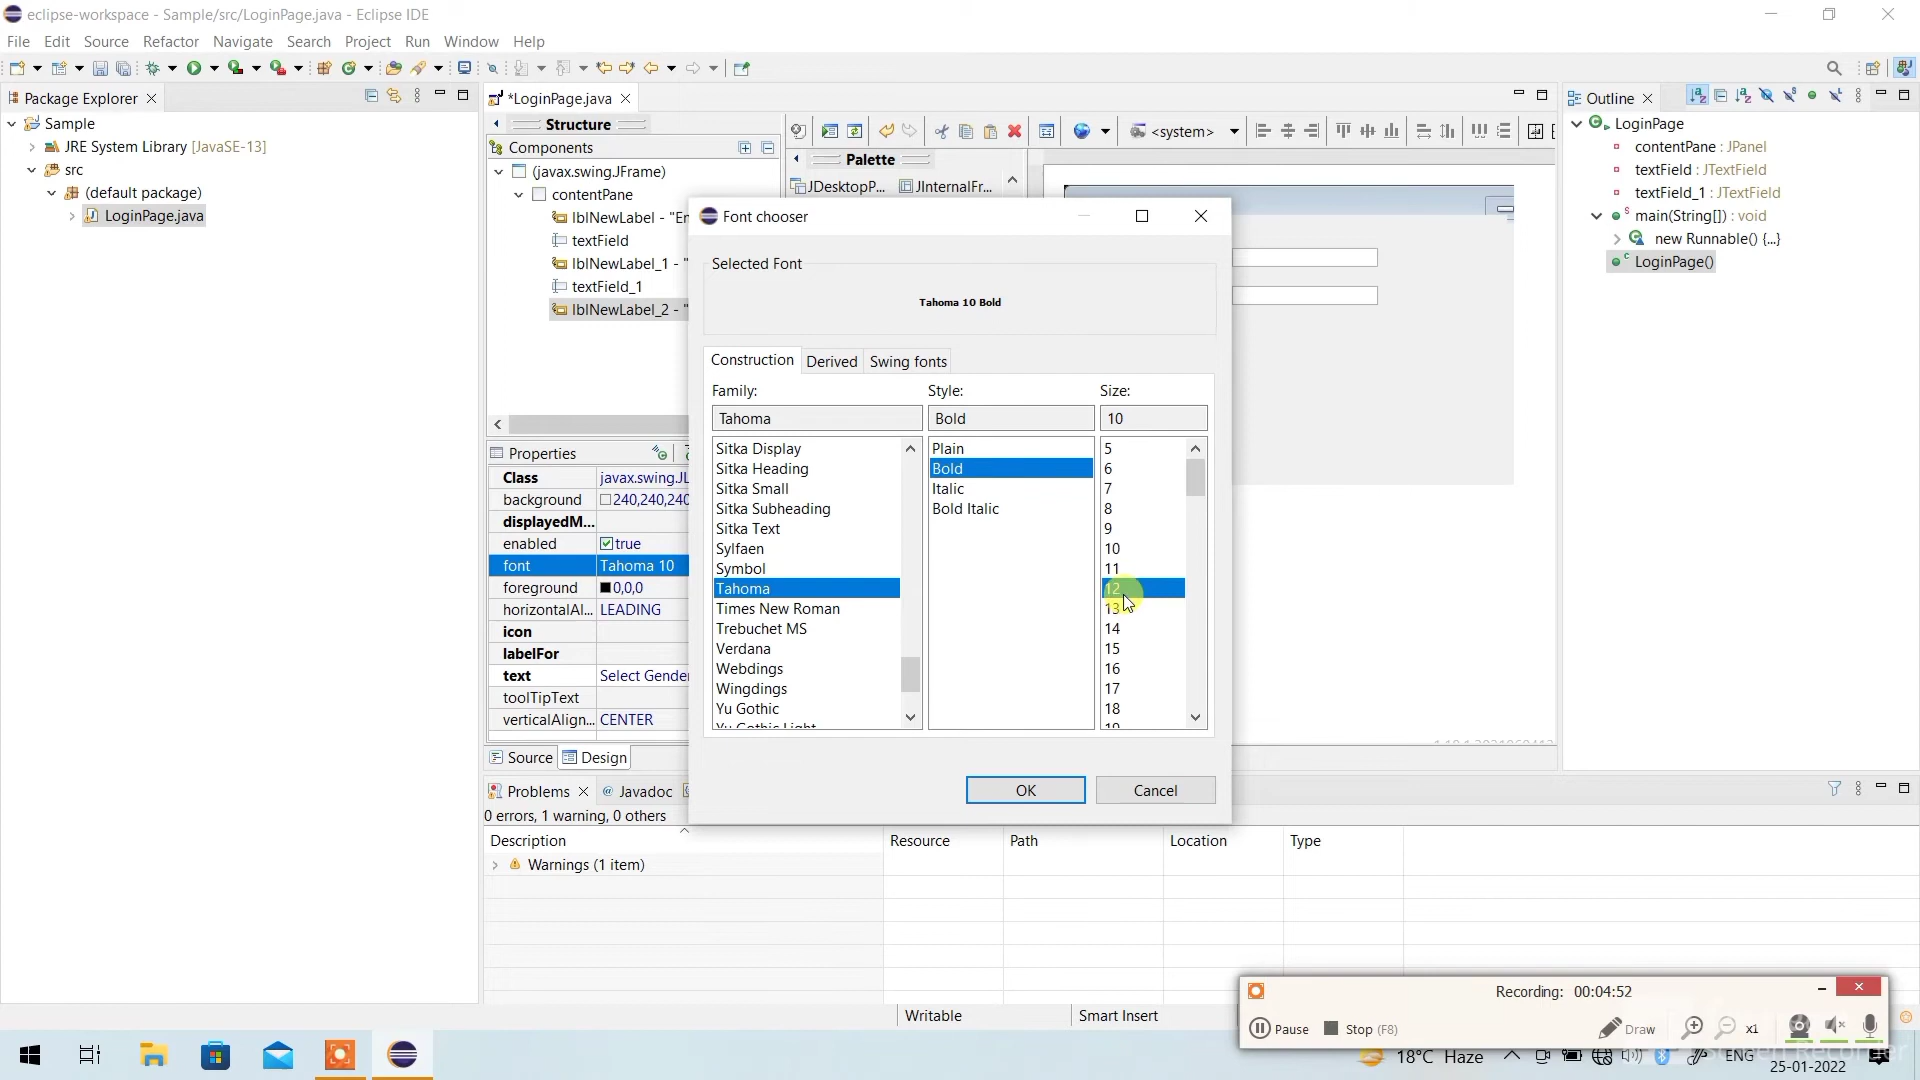 eclipse-workspace - Sample/src/LoginPage.java - Eclipse IDE
File Edit Source Refactor Navigate Search Project Run Window Help
Package Explorer
Sample
JRE System Library [JavaSE-13]
src
(default package)
LoginPage.java
*LoginPage.java
Structure
Components
(javax.swing.JFrame)
contentPane
lblNewLabel - "En
textField
lblNewLabel_1 - "
textField_1
lblNewLabel_2 - "
Properties
Class javax.swing.JL
background 240,240,240
displayedM...
enabled true
font Tahoma 10
foreground 0,0,0
horizontalAl... LEADING
icon
labelFor
text Select Gende
toolTipText
verticalAlign... CENTER
Source Design
<system>
Palette
JDesktopP... JInternalFr...
Font chooser
Selected Font
Tahoma 10 Bold
Construction Derived Swing fonts
Family: Style: Size:
Tahoma Bold 10
Sitka Display
Sitka Heading
Sitka Small
Sitka Subheading
Sitka Text
Sylfaen
Symbol
Tahoma
Times New Roman
Trebuchet MS
Verdana
Webdings
Wingdings
Yu Gothic
Yu Gothic Light
Plain
Bold
Italic
Bold Italic
5
6
7
8
9
10
11
12
13
14
15
16
17
18
19
OK Cancel
Outline
LoginPage
contentPane : JPanel
textField : JTextField
textField_1 : JTextField
main(String[]) : void
new Runnable() {...}
LoginPage()
Problems Javadoc
0 errors, 1 warning, 0 others
Description Resource Path Location Type
Warnings (1 item)
Writable Smart Insert
Recording: 00:04:52
Pause Stop (F8) Draw x1
18°C Haze ENG
25-01-2022